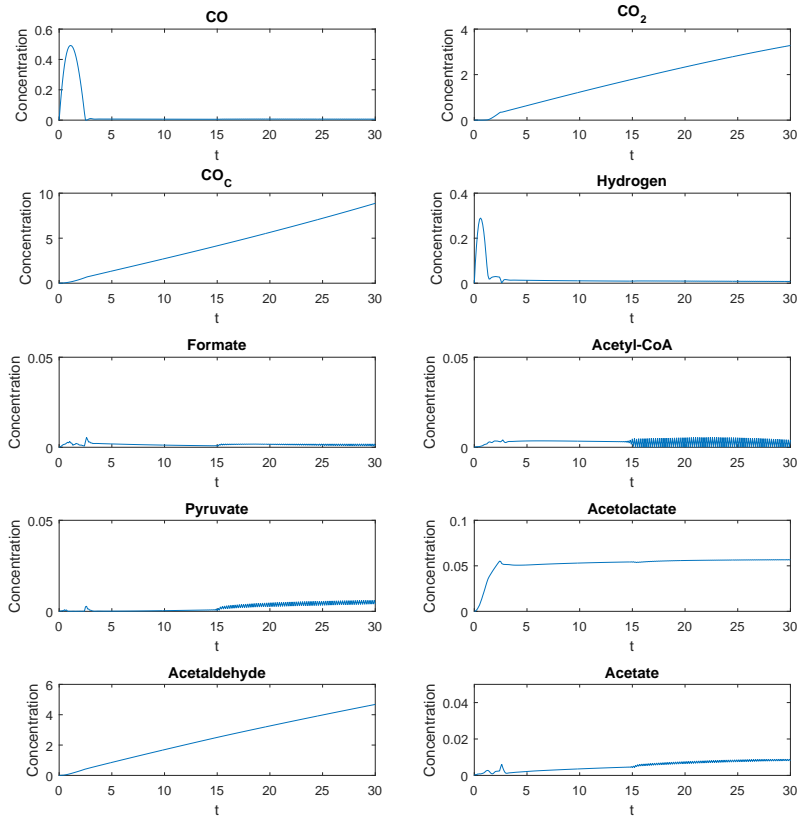 CO
0.6
0.4
0.2
0
Concentration
0 5 10 15 20 25 30
t
CO2
4
2
0
Concentration
0 5 10 15 20 25 30
t
COC
10
5
0
Concentration
0 5 10 15 20 25 30
t
Hydrogen
0.4
0.2
0
Concentration
0 5 10 15 20 25 30
t
Formate
0.05
0
Concentration
0 5 10 15 20 25 30
t
Acetyl-CoA
0.05
0
Concentration
0 5 10 15 20 25 30
t
Pyruvate
0.05
0
Concentration
0 5 10 15 20 25 30
t
Acetolactate
0.1
0.05
0
Concentration
0 5 10 15 20 25 30
t
Acetaldehyde
6
4
2
0
Concentration
0 5 10 15 20 25 30
t
Acetate
0.04
0.02
0
Concentration
0 5 10 15 20 25 30
t